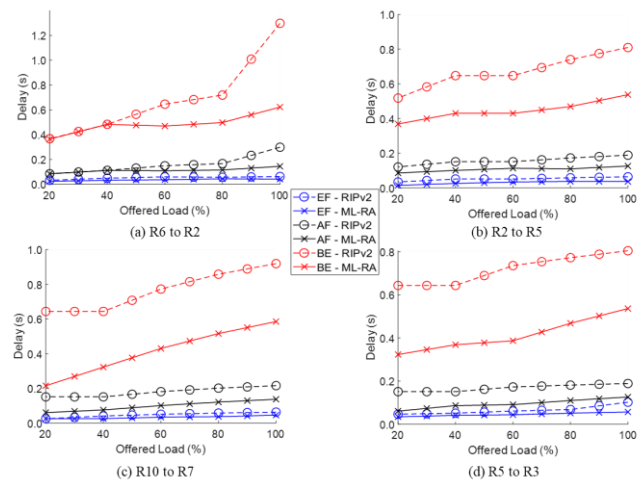 1.2
1.0
0.8
0.6
0.4
0.2
0.0
Delay (s)
20 40 60 80 100
Offered Load (%)
(a) R6 to R2
1.0
0.8
0.6
0.4
0.2
0.0
Delay (s)
20 40 60 80 100
Offered Load (%)
(b) R2 to R5
EF - RIPv2
EF - ML-RA
AF - RIPv2
AF - ML-RA
BE - RIPv2
BE - ML-RA
1.0
0.8
0.6
0.4
0.2
0.0
Delay (s)
20 40 60 80 100
Offered Load (%)
(c) R10 to R7
0.8
0.6
0.4
0.2
0.0
Delay (s)
20 40 60 80 100
Offered Load (%)
(d) R5 to R3